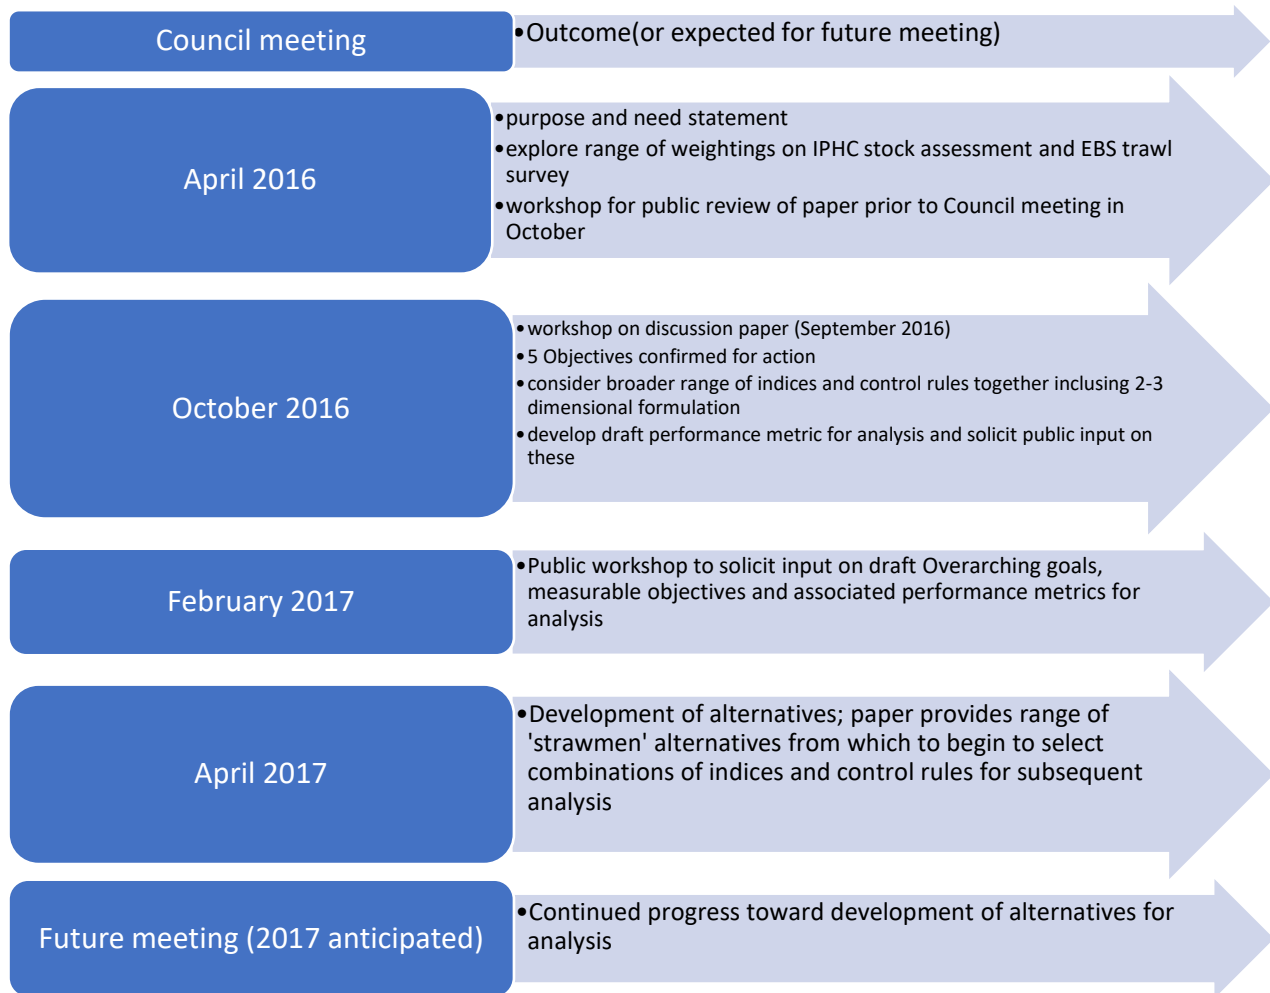 Council meeting
•Outcome(or expected for future meeting)
April 2016
•purpose and need statement
•explore range of weightings on IPHC stock assessment and EBS trawl
survey
•workshop for public review of paper prior to Council meeting in
October
October 2016
•workshop on discussion paper (September 2016)
•5 Objectives confirmed for action
•consider broader range of indices and control rules together inclusing 2-3
dimensional formulation
•develop draft performance metric for analysis and solicit public input on
these
February 2017
•Public workshop to solicit input on draft Overarching goals,
measurable objectives and associated performance metrics for
analysis
April 2017
•Development of alternatives; paper provides range of
'strawmen' alternatives from which to begin to select
combinations of indices and control rules for subsequent
analysis
Future meeting (2017 anticipated)
•Continued progress toward development of alternatives for
analysis